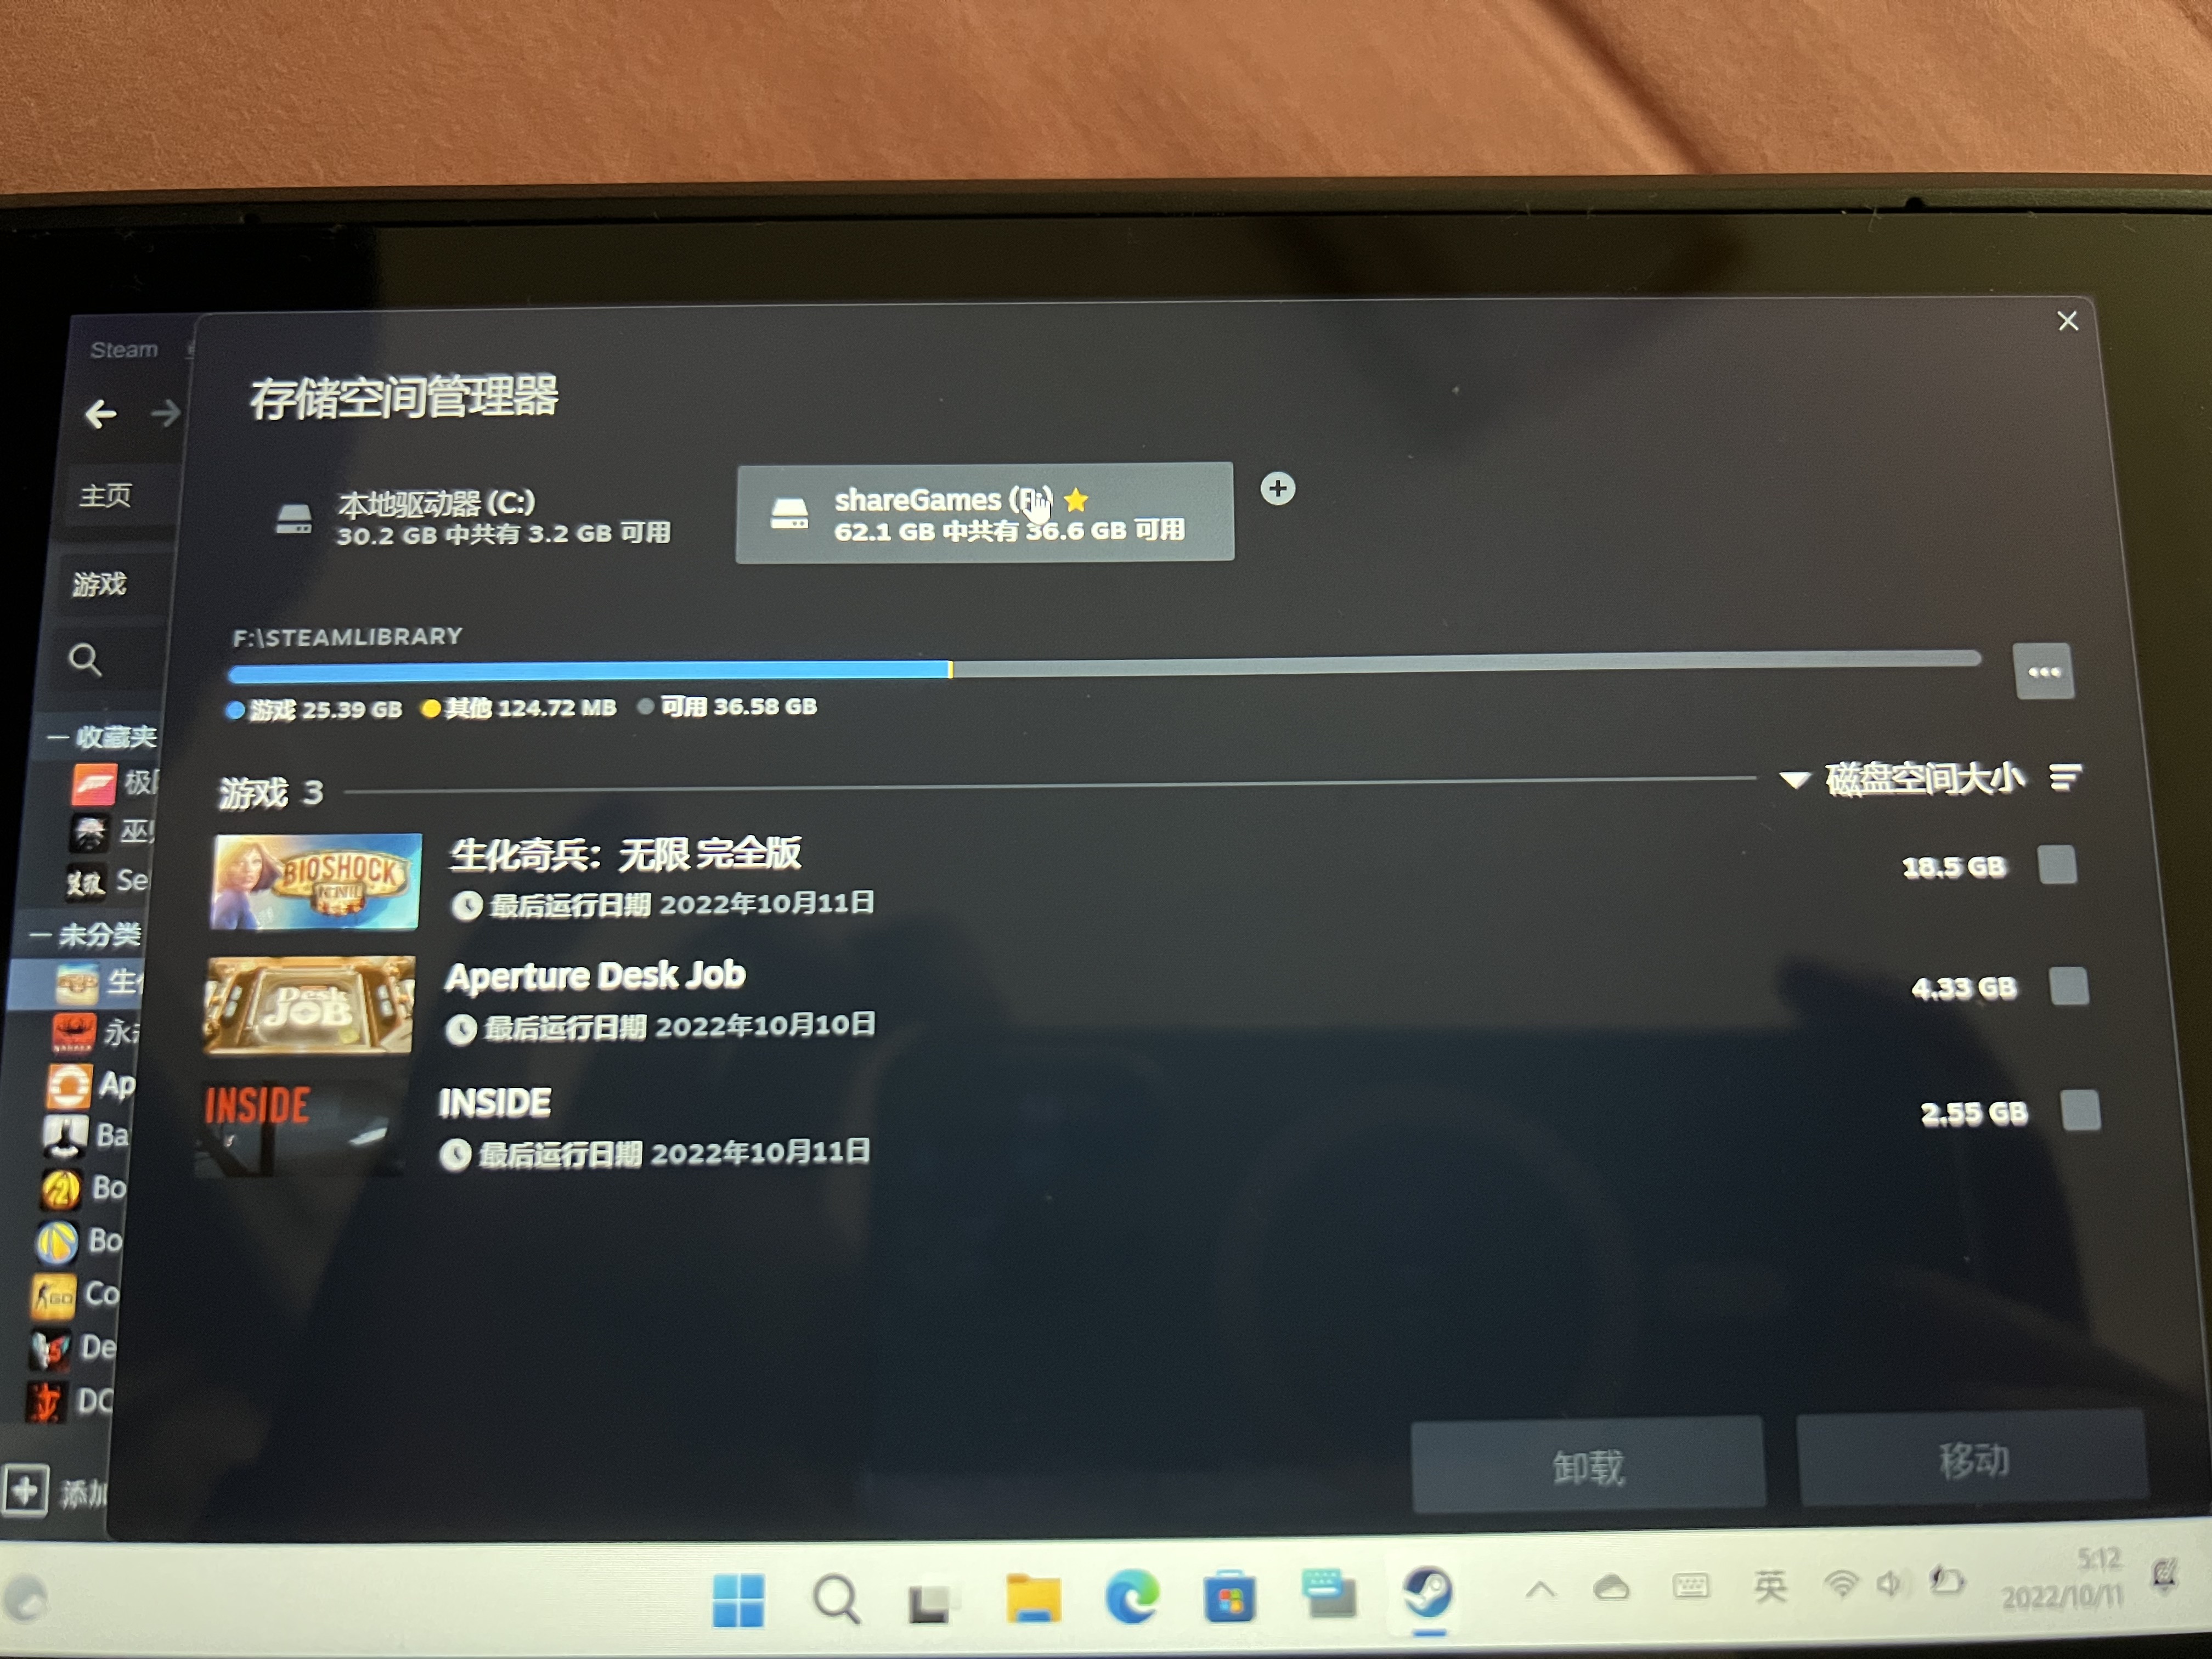 Steam
存储空间管理器
主页
本地驱动器 (C:)
30.2 GB 中共有 3.2 GB 可用
shareGames
62.1 GB 中共有 36.6 GB 可用
游戏
F:\STEAMLIBRARY
游戏 25.39 GB 其他 124.72 MB 可用 36.58 GB
收藏夹
游戏 3
磁盘空间大小
极
巫
Se
未分类
生
永
Ap
Ba
Bo
Bo
Co
De
DO
BIOSHOCK
INFINITE
生化奇兵：无限 完全版
18.5 GB
最后运行日期 2022年10月11日
Desk
JOB
Aperture Desk Job
4.33 GB
最后运行日期 2022年10月10日
INSIDE
INSIDE
2.55 GB
最后运行日期 2022年10月11日
添加
卸载
移动
英
5:12
2022/10/11